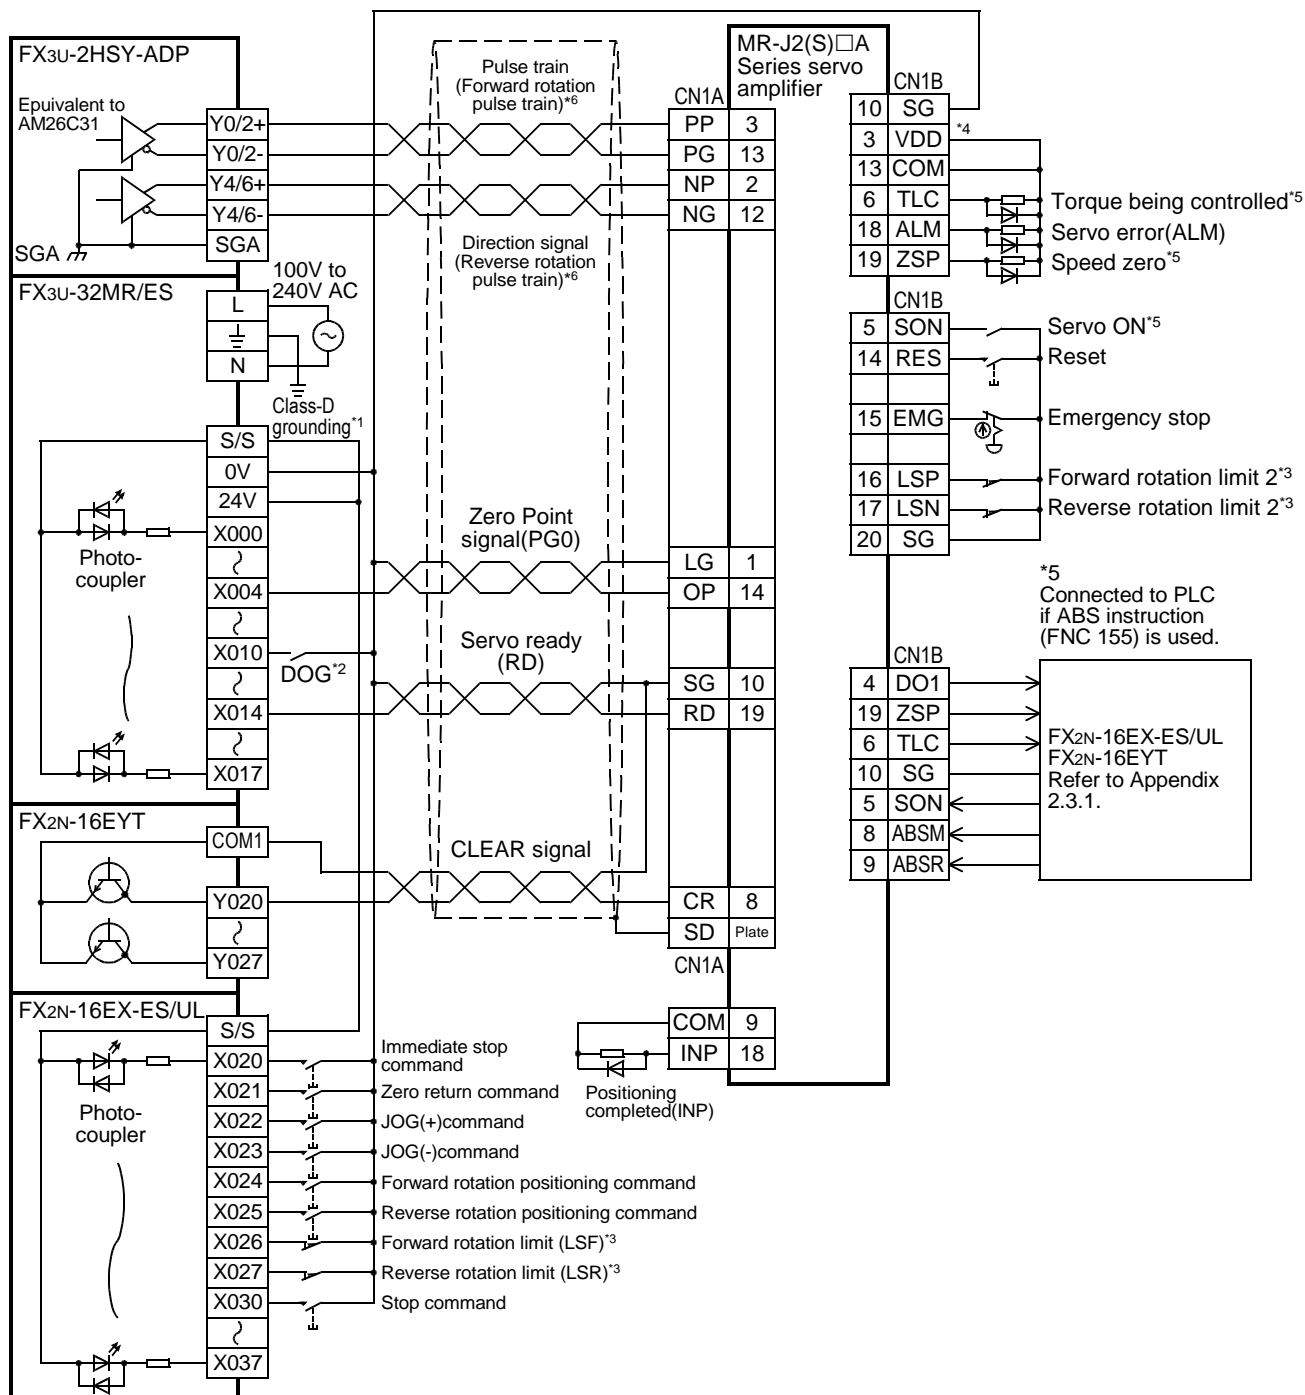 FX3U-2HSY-ADP
Epuivalent to
AM26C31
Y0/2+
Y0/2-
Y4/6+
Y4/6-
SGA
SGA
Pulse train
(Forward rotation
pulse train)*6
Direction signal
(Reverse rotation
pulse train)*6
CN1A
PP 3
PG 13
NP 2
NG 12
MR-J2(S)□A
Series servo
amplifier
CN1B
10 SG
3 VDD *4
13 COM
6 TLC Torque being controlled*5
18 ALM Servo error(ALM)
19 ZSP Speed zero*5
FX3U-32MR/ES
100V to
240V AC
L
N
Class-D
grounding*1
CN1B
5 SON Servo ON*5
14 RES Reset
15 EMG Emergency stop
16 LSP Forward rotation limit 2*3
17 LSN Reverse rotation limit 2*3
20 SG
S/S
0V
24V
X000
X004
X010
X014
X017
Photo-
coupler
DOG*2
Zero Point
signal(PG0)
LG 1
OP 14
Servo ready
(RD)
SG 10
RD 19
*5
Connected to PLC
if ABS instruction
(FNC 155) is used.
CN1B
4 DO1
19 ZSP
6 TLC
10 SG
5 SON
8 ABSM
9 ABSR
FX2N-16EX-ES/UL
FX2N-16EYT
Refer to Appendix
2.3.1.
FX2N-16EYT
COM1
Y020
Y027
CLEAR signal
CR 8
SD Plate
CN1A
COM 9
INP 18
Positioning
completed(INP)
FX2N-16EX-ES/UL
S/S
Photo-
coupler
X020 Immediate stop
command
X021 Zero return command
X022 JOG(+)command
X023 JOG(-)command
X024 Forward rotation positioning command
X025 Reverse rotation positioning command
X026 Forward rotation limit (LSF)*3
X027 Reverse rotation limit (LSR)*3
X030 Stop command
X037